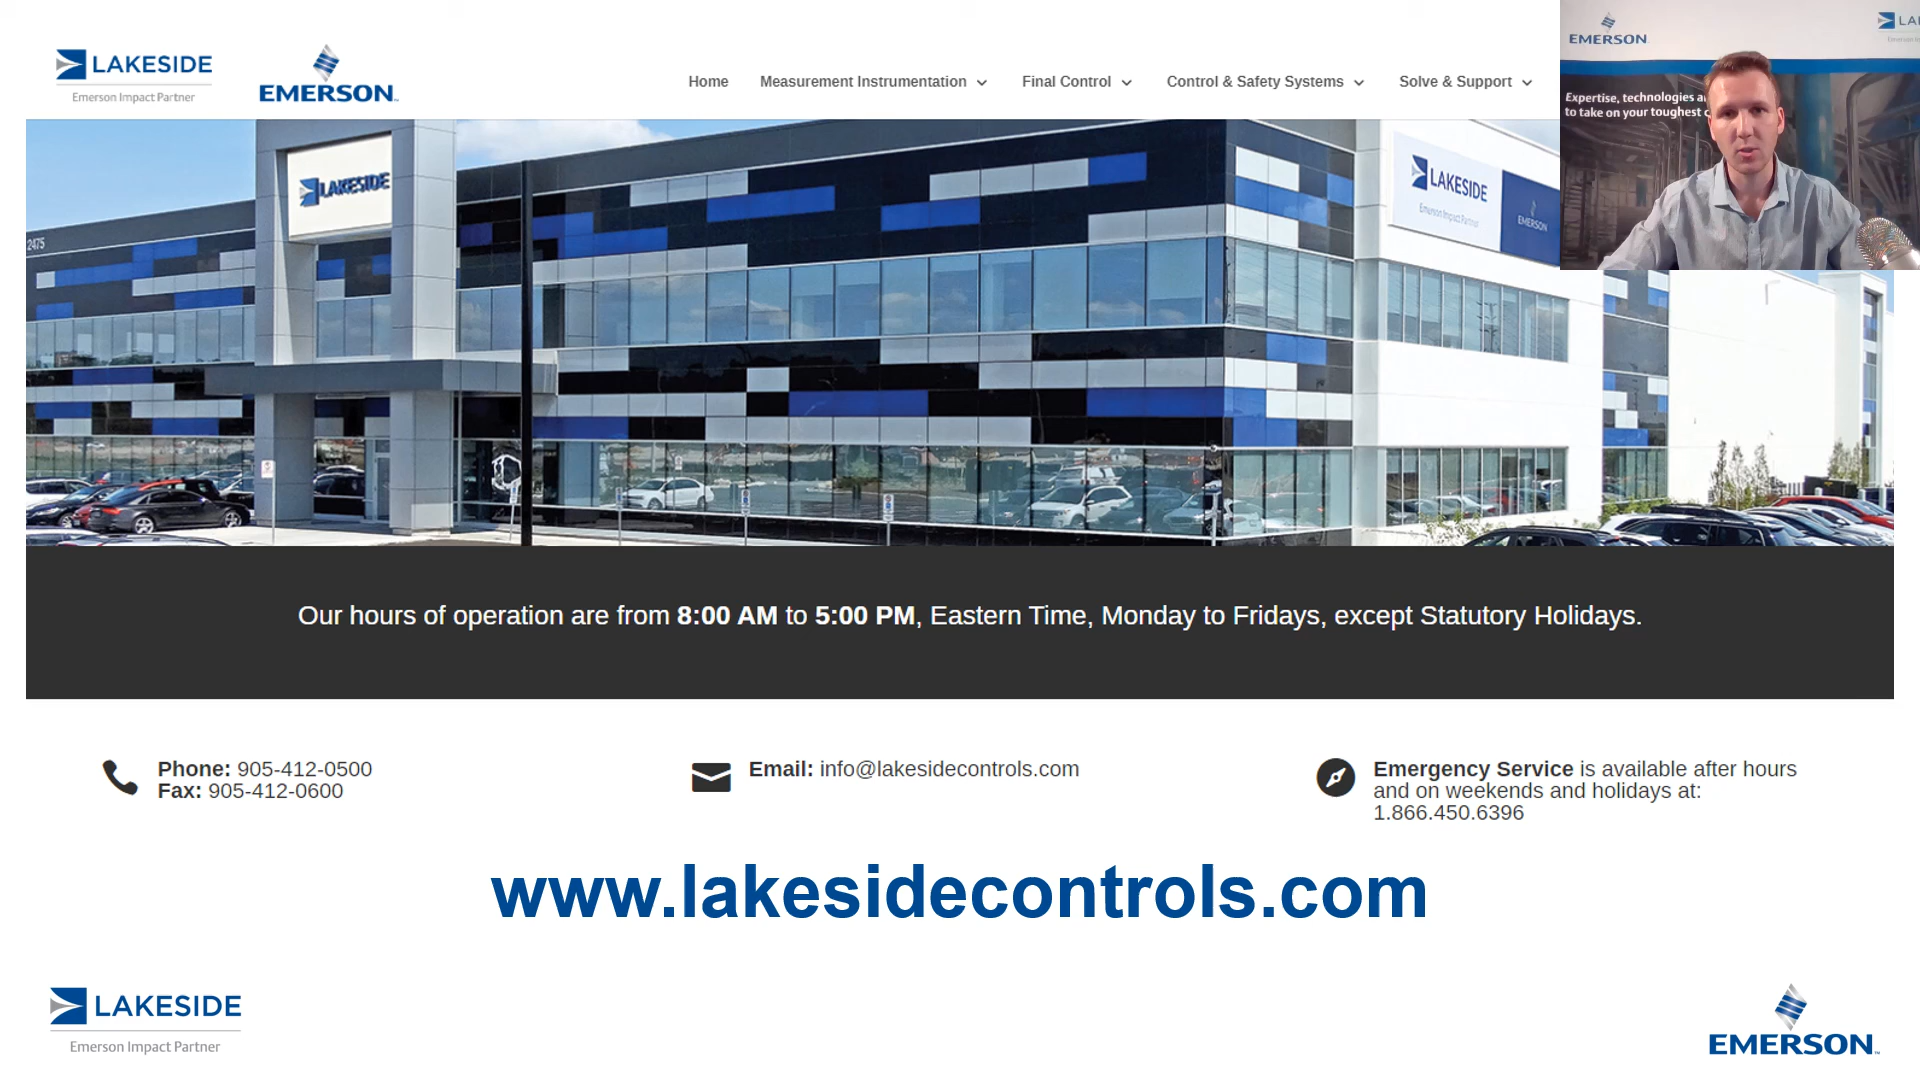 LAKESIDE
Emerson Impact Partner
EMERSON
Home
Measurement Instrumentation
Final Control
Control & Safety Systems
Solve & Support
EMERSON
Expertise, technologies
to take on your toughest
2475
LAKESIDE
LAKESIDE
Emerson Impact Partner
EMERSON
Our hours of operation are from 8:00 AM to 5:00 PM, Eastern Time, Monday to Fridays, except Statutory Holidays.
Phone: 905-412-0500
Fax: 905-412-0600
Email: info@lakesidecontrols.com
Emergency Service is available after hours
and on weekends and holidays at:
1.866.450.6396
www.lakesidecontrols.com
LAKESIDE
Emerson Impact Partner
EMERSON